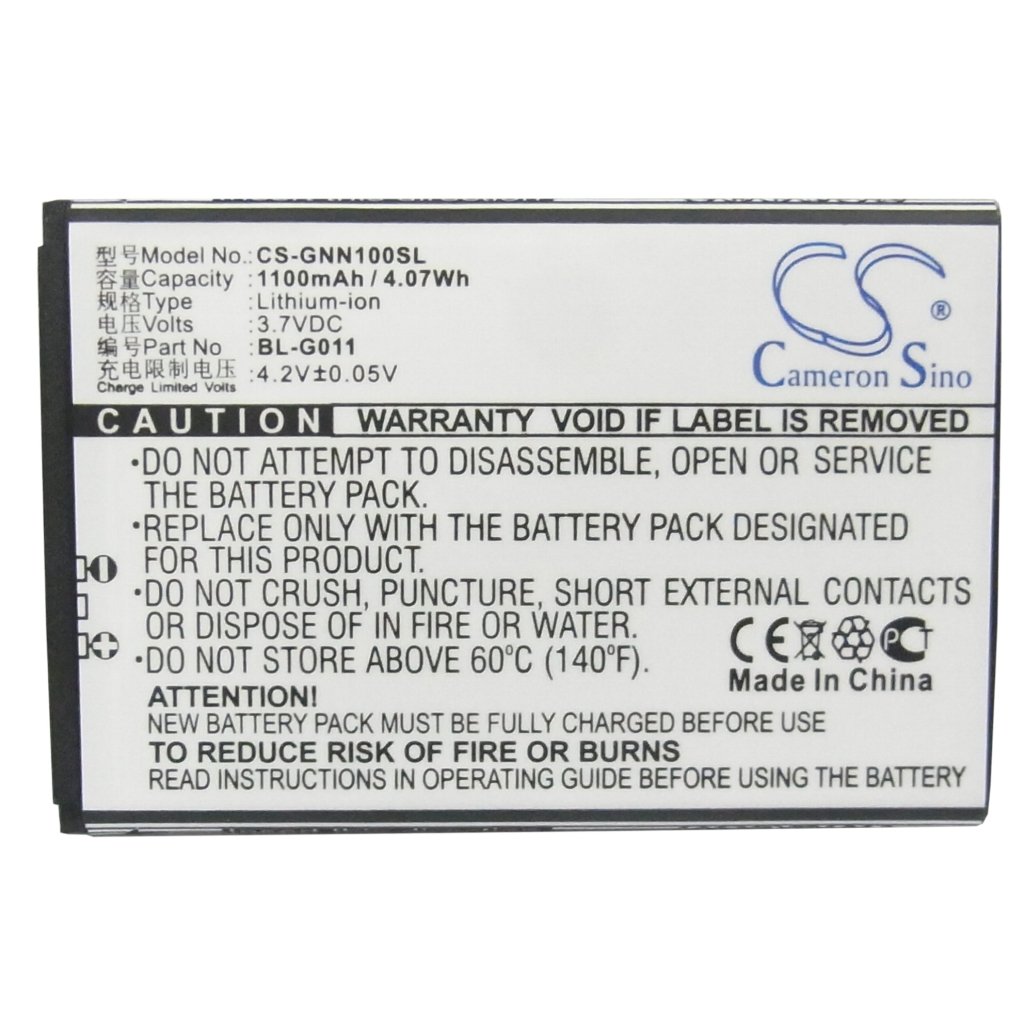 型号Model No.: CS-GNN100SL
容量Capacity :1100mAh / 4.07Wh
规格Type :Lithium-ion
电压Volts :3.7VDC
编号Part No :BL-G011
充电限制电压 :4.2V±0.05V
Charge Limited Volts
CS ®
Cameron Sino
CAUTION WARRANTY VOID IF LABEL IS REMOVED
•DO NOT ATTEMPT TO DISASSEMBLE, OPEN OR SERVICE
THE BATTERY PACK.
•REPLACE ONLY WITH THE BATTERY PACK DESIGNATED
FOR THIS PRODUCT.
•DO NOT CRUSH, PUNCTURE, SHORT EXTERNAL CONTACTS
OR DISPOSE OF IN FIRE OR WATER.
•DO NOT STORE ABOVE 60°C (140°F).
CE PCT
Made In China
ATTENTION!
NEW BATTERY PACK MUST BE FULLY CHARGED BEFORE USE
TO REDUCE RISK OF FIRE OR BURNS
READ INSTRUCTIONS IN OPERATING GUIDE BEFORE USING THE BATTERY